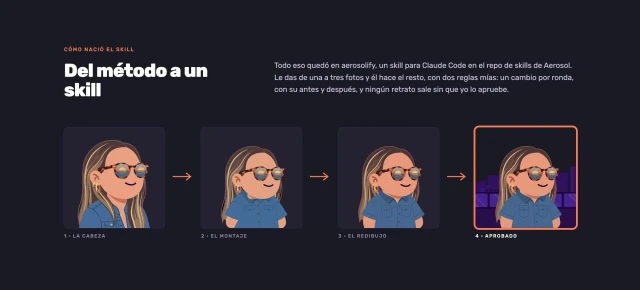 CÓMO NACIÓ EL SKILL
Del método a un
skill
Todo eso quedó en aerosolify, un skill para Claude Code en el repo de skills de Aerosol.
Le das de una a tres fotos y él hace el resto, con dos reglas mías: un cambio por ronda,
con su antes y después, y ningún retrato sale sin que yo lo apruebe.
1 · LA CABEZA
2 · EL MONTAJE
3 · EL REDIBUJO
4 · APROBADO